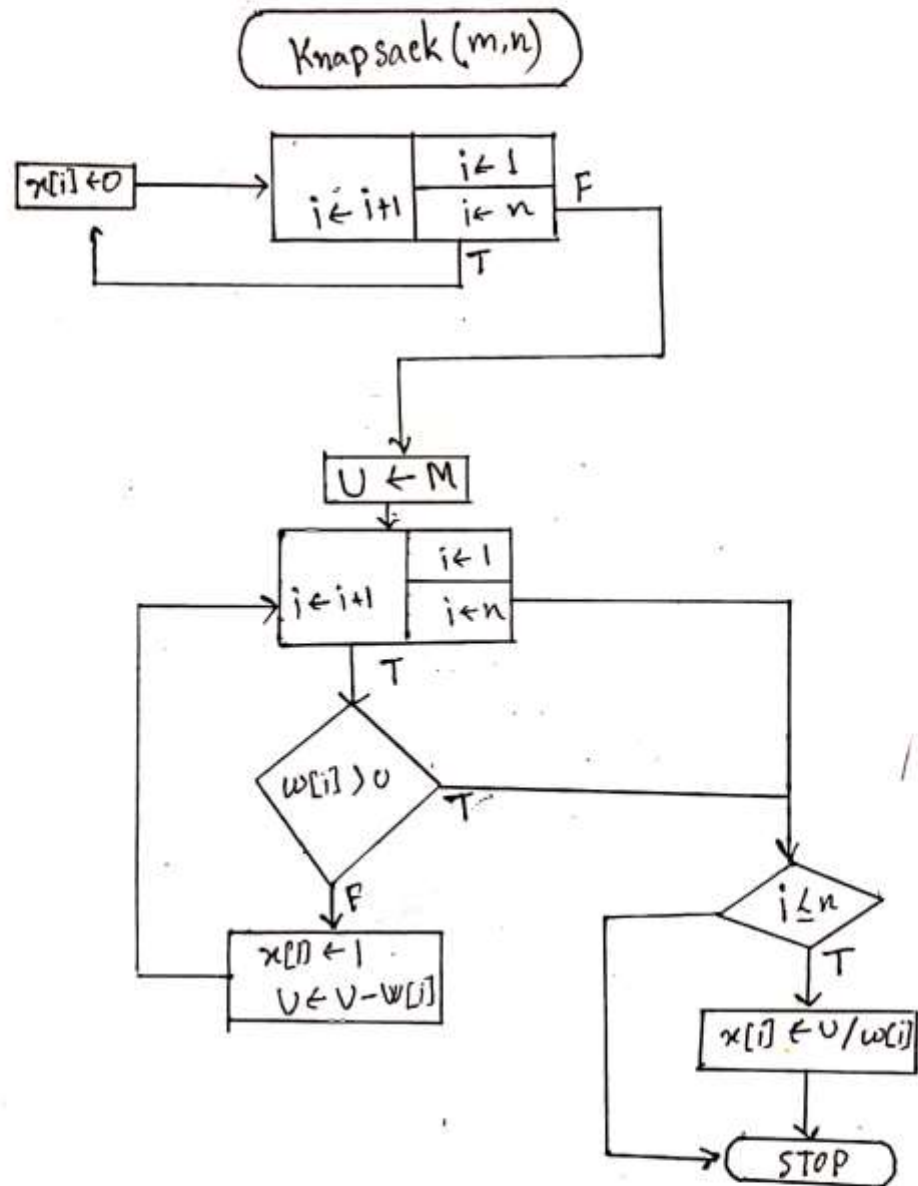 Knapsack (m,n)
x[i] ← 0
i ← i+1
i ← 1
i ← n
F
T
U ← M
i ← i+1
i ← 1
i ← n
T
w[i] > U
T
F
x[i] ← 1
U ← U - W[i]
i ≤ n
T
x[i] ← U / w[i]
STOP